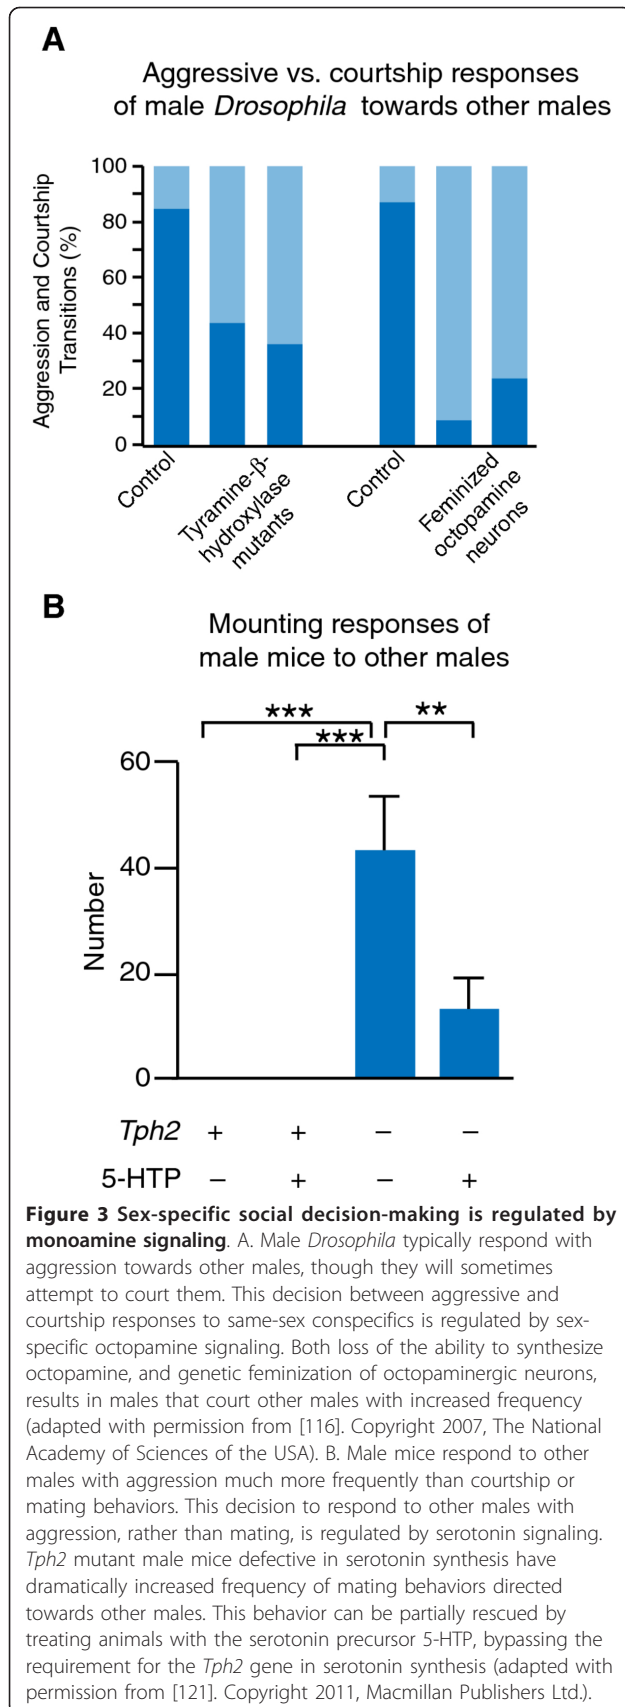 A
Aggressive vs. courtship responses
of male Drosophila towards other males
Aggression and Courtship
Transitions (%)
100
80
60
40
20
0
Control
Tyramine-β-
hydroxylase
mutants
Control
Feminized
octopamine
neurons
B
Mounting responses of
male mice to other males
*** **
***
Number
60
40
20
0
Tph2 + + – –
5-HTP – + – +
Figure 3 Sex-specific social decision-making is regulated by
monoamine signaling. A. Male Drosophila typically respond with
aggression towards other males, though they will sometimes
attempt to court them. This decision between aggressive and
courtship responses to same-sex conspecifics is regulated by sex-
specific octopamine signaling. Both loss of the ability to synthesize
octopamine, and genetic feminization of octopaminergic neurons,
results in males that court other males with increased frequency
(adapted with permission from [116]. Copyright 2007, The National
Academy of Sciences of the USA). B. Male mice respond to other
males with aggression much more frequently than courtship or
mating behaviors. This decision to respond to other males with
aggression, rather than mating, is regulated by serotonin signaling.
Tph2 mutant male mice defective in serotonin synthesis have
dramatically increased frequency of mating behaviors directed
towards other males. This behavior can be partially rescued by
treating animals with the serotonin precursor 5-HTP, bypassing the
requirement for the Tph2 gene in serotonin synthesis (adapted with
permission from [121]. Copyright 2011, Macmillan Publishers Ltd.).